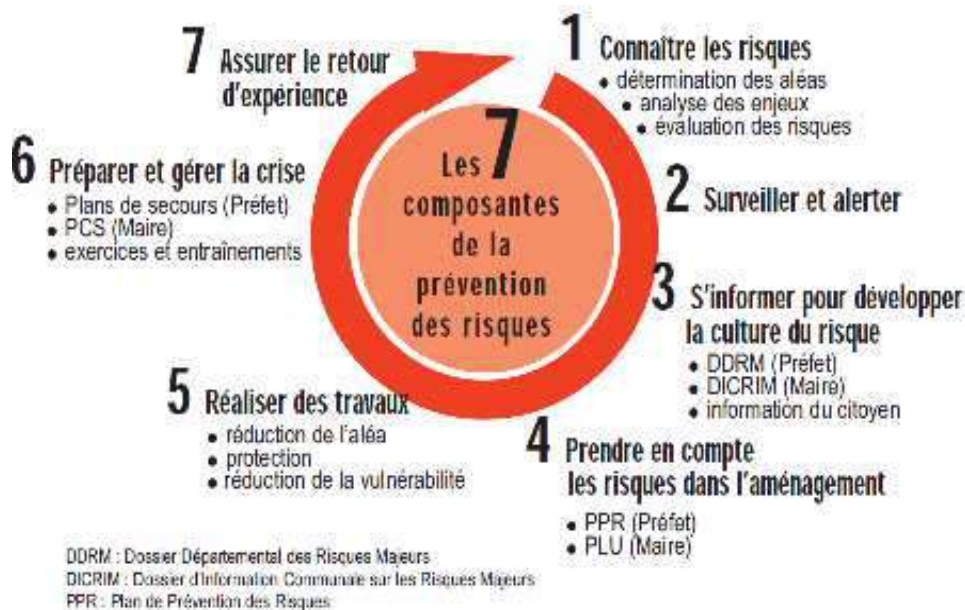 1 Connaître les risques
• détermination des aléas
• analyse des enjeux
• évaluation des risques
2 Surveiller et alerter
3 S'informer pour développer
la culture du risque
• DDRM (Préfet)
• DICRIM (Maire)
• information du citoyen
4 Prendre en compte
les risques dans l'aménagement
• PPR (Préfet)
• PLU (Maire)
5 Réaliser des travaux
• réduction de l'aléa
• protection
• réduction de la vulnérabilité
6 Préparer et gérer la crise
• Plans de secours (Préfet)
• PCS (Maire)
• exercices et entraînements
7 Assurer le retour
d'expérience
Les 7
composantes
de la
prévention
des risques
DDRM : Dossier Départemental des Risques Majeurs
DICRIM : Dossier d'Information Communale sur les Risques Majeurs
PPR : Plan de Prévention des Risques